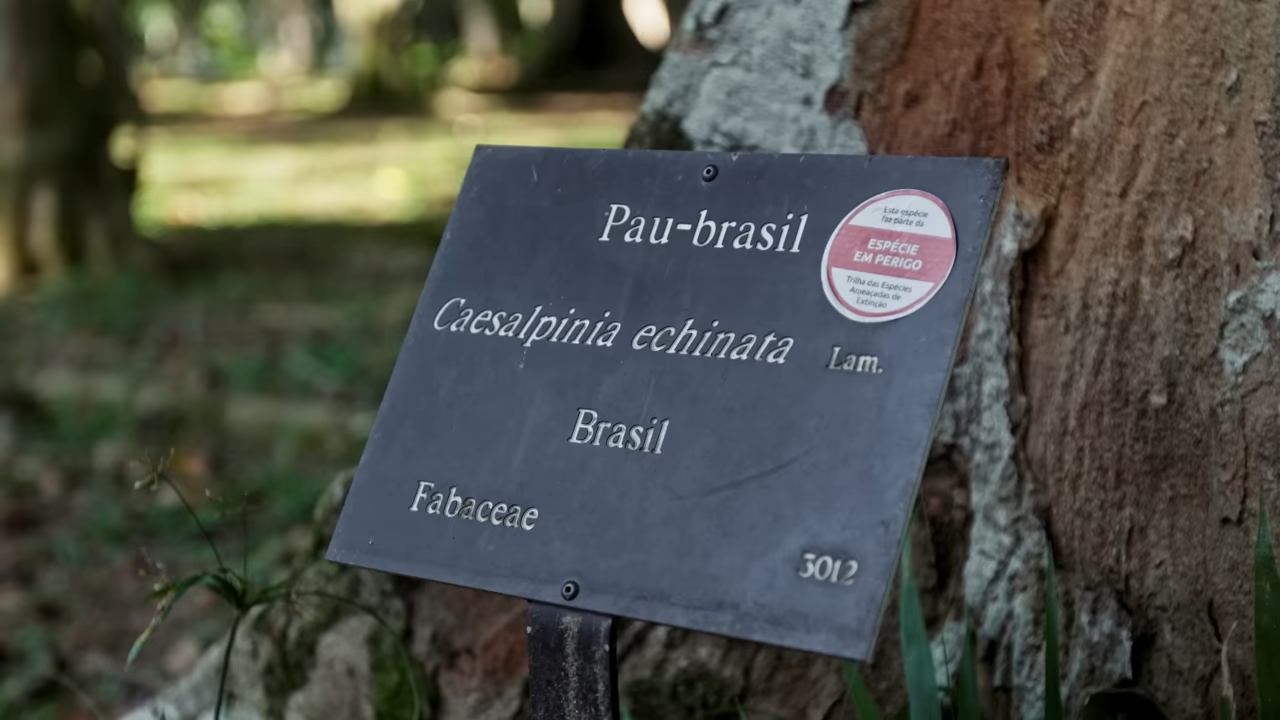 Pau-brasil
Esta espécie
faz parte da
ESPÉCIE
EM PERIGO
Trilha das Espécies
Ameaçadas de
Extinção
Caesalpinia echinata Lam.
Brasil
Fabaceae
3012